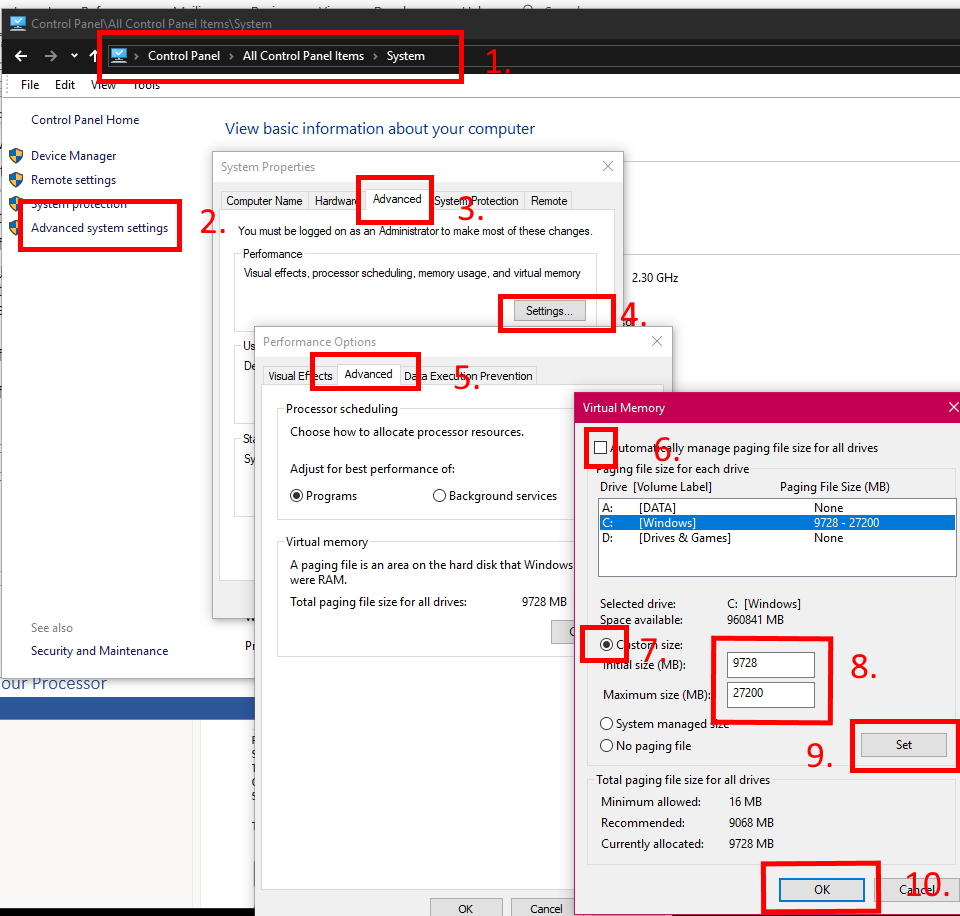 Control Panel\All Control Panel Items\System
Control Panel > All Control Panel Items > System
1.
File Edit View Tools
Control Panel Home
View basic information about your computer
Device Manager
Remote settings
System protection
Advanced system settings
2.
System Properties
Computer Name Hardware Advanced System Protection Remote
3.
You must be logged on as an Administrator to make most of these changes.
Performance
Visual effects, processor scheduling, memory usage, and virtual memory
2.30 GHz
Settings...
4.
Performance Options
Visual Effects Advanced Data Execution Prevention
5.
Processor scheduling
Choose how to allocate processor resources.
Adjust for best performance of:
Programs Background services
Virtual memory
A paging file is an area on the hard disk that Windows
were RAM.
Total paging file size for all drives: 9728 MB
Virtual Memory
Automatically manage paging file size for all drives
6.
Paging file size for each drive
Drive [Volume Label] Paging File Size (MB)
A: [DATA] None
C: [Windows] 9728 - 27200
D: [Drives & Games] None
Selected drive: C: [Windows]
Space available: 960841 MB
Custom size:
7.
Initial size (MB): 9728
8.
Maximum size (MB): 27200
System managed size
No paging file
Set
9.
Total paging file size for all drives
Minimum allowed: 16 MB
Recommended: 9068 MB
Currently allocated: 9728 MB
OK Cancel
10.
OK Cancel
See also
Security and Maintenance
our Processor